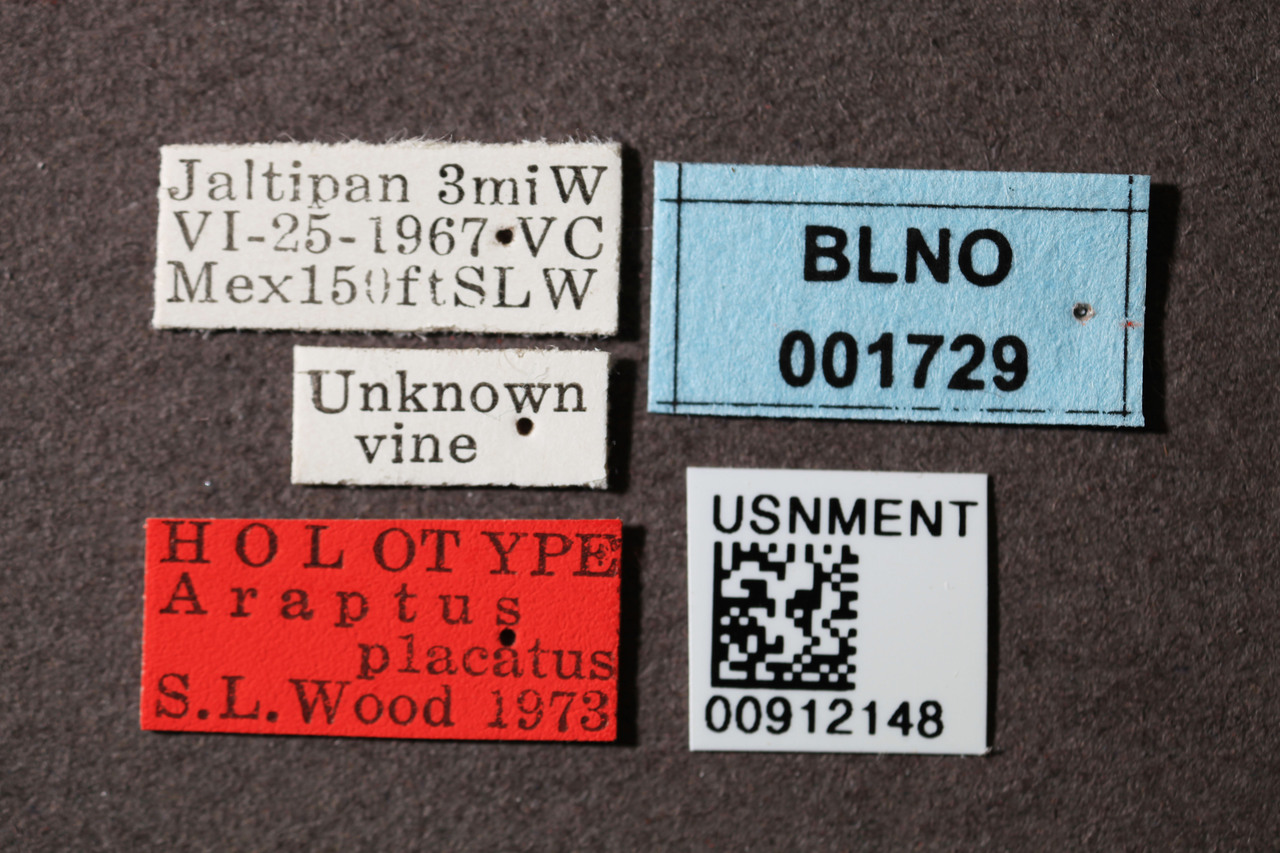 Jaltipan 3miW
VI-25-1967 VC
Mex150ftSLW
Unknown
vine
HOLOTYPE
Araptus
placatus
S.L.Wood 1973
BLNO
001729
USNMENT
00912148